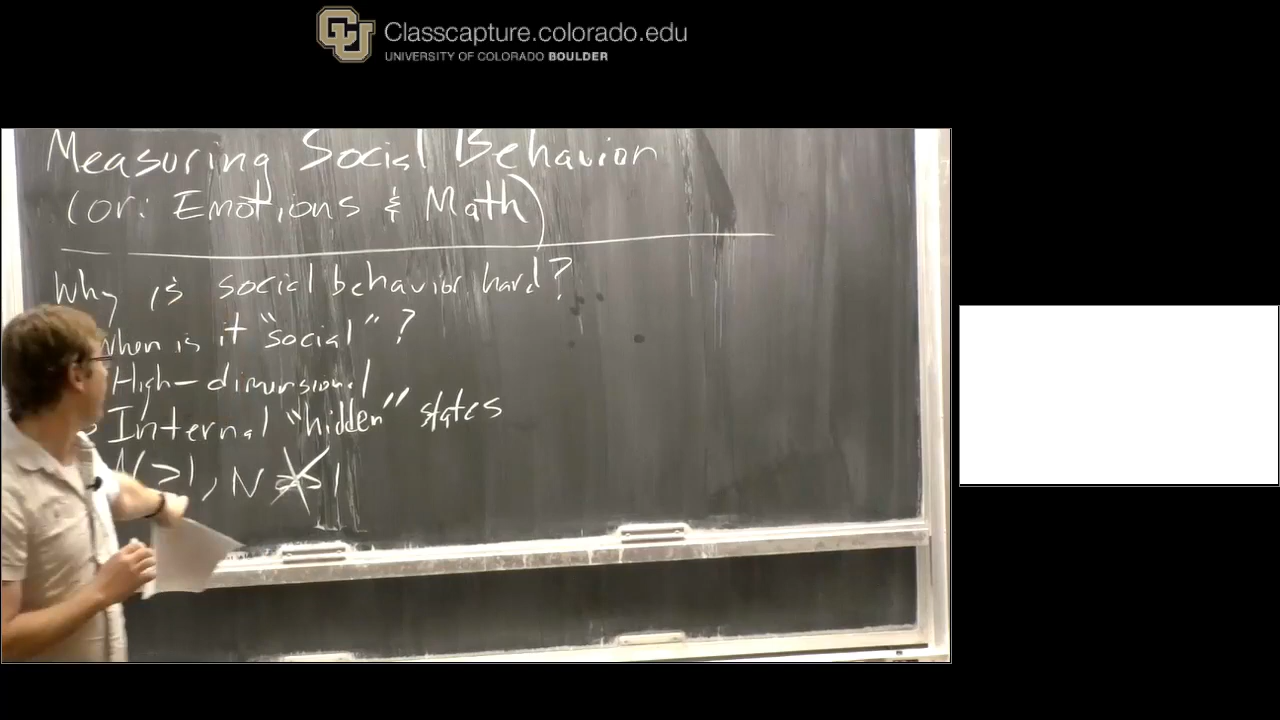 CU
Classcapture.colorado.edu
UNIVERSITY OF COLORADO BOULDER
Measuring Social Behavior
(or: Emotions & Math)
Why is social behavior hard?
When is it "social"?
High-dimensional
Internal "hidden" states
>1, N